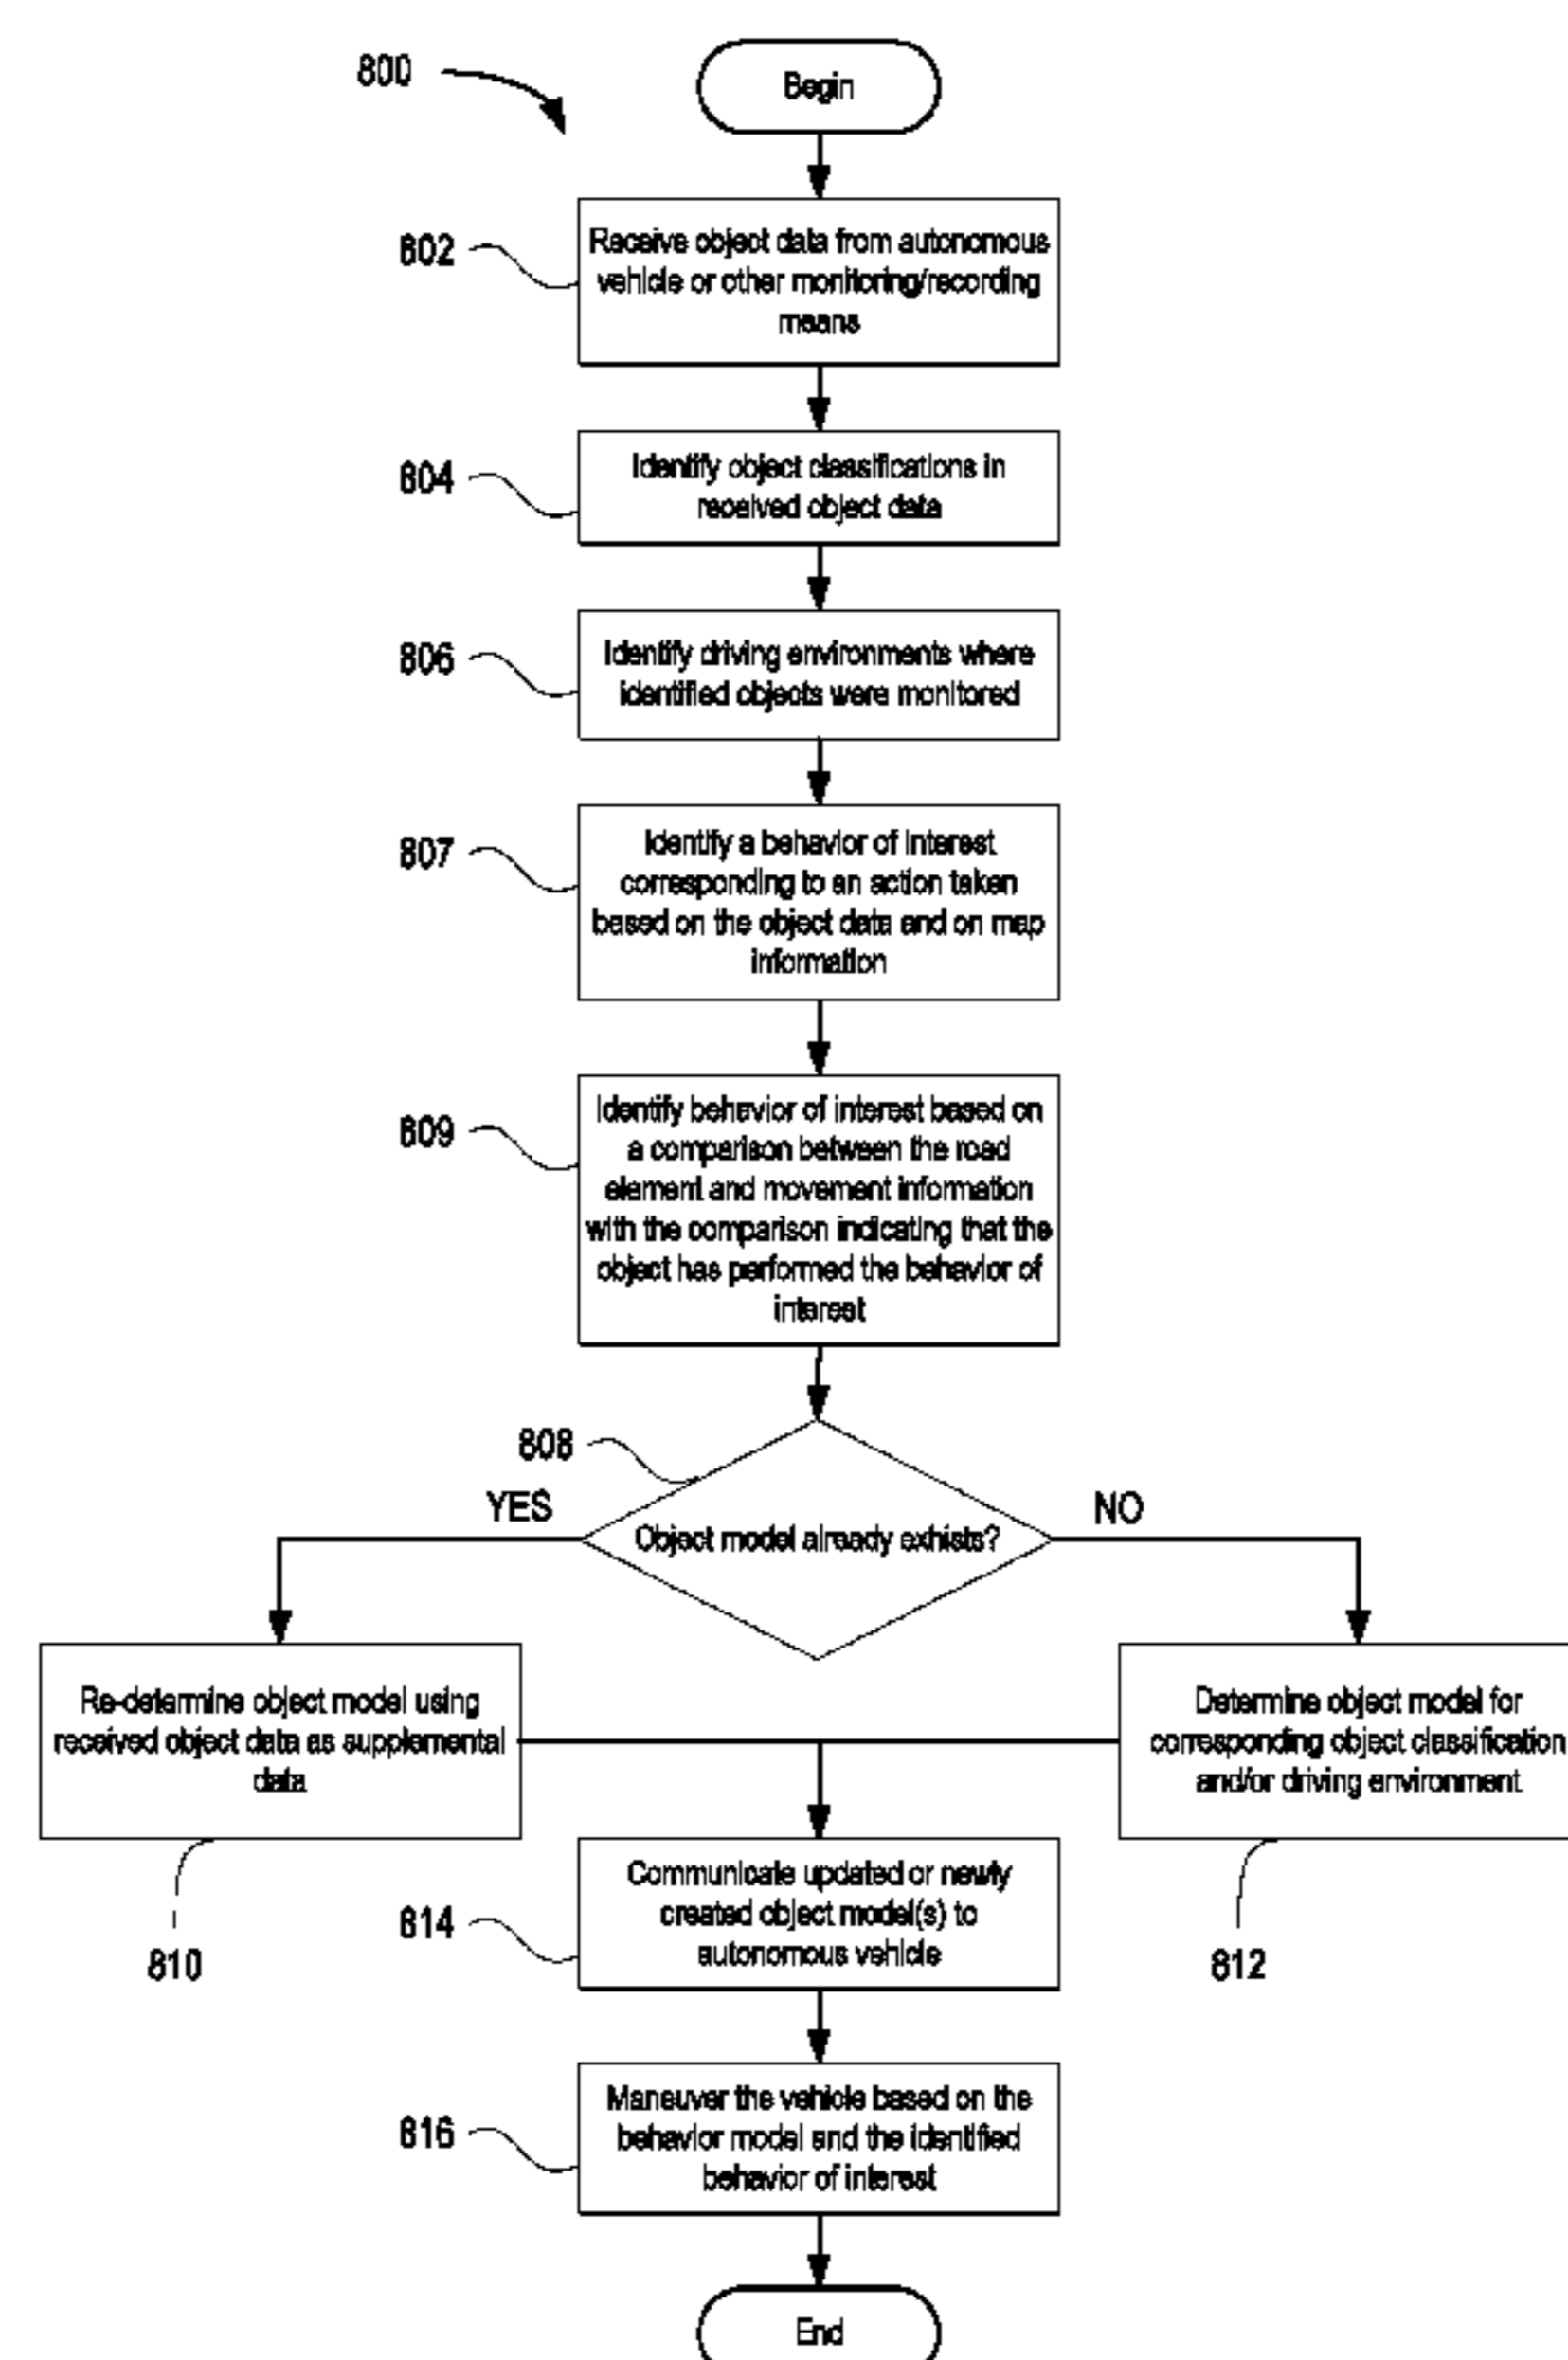 800
Begin
802
Receive object data from autonomous
vehicle or other monitoring/recording
means
804
Identify object classifications in
received object data
806
Identify driving environments where
identified objects were monitored
807
Identify a behavior of interest
corresponding to an action taken
based on the object data and on map
information
809
Identify behavior of interest based on
a comparison between the road
element and movement information
with the comparison indicating that the
object has performed the behavior of
interest
808
YES
Object model already exhists?
NO
Re-determine object model using
received object data as supplemental
data
810
Determine object model for
corresponding object classification
and/or driving environment.
812
814
Communicate updated or newly
created object model(s) to
autonomous vehicle
816
Maneuver the vehicle based on the
behavior model and the identified
behavior of interest
End